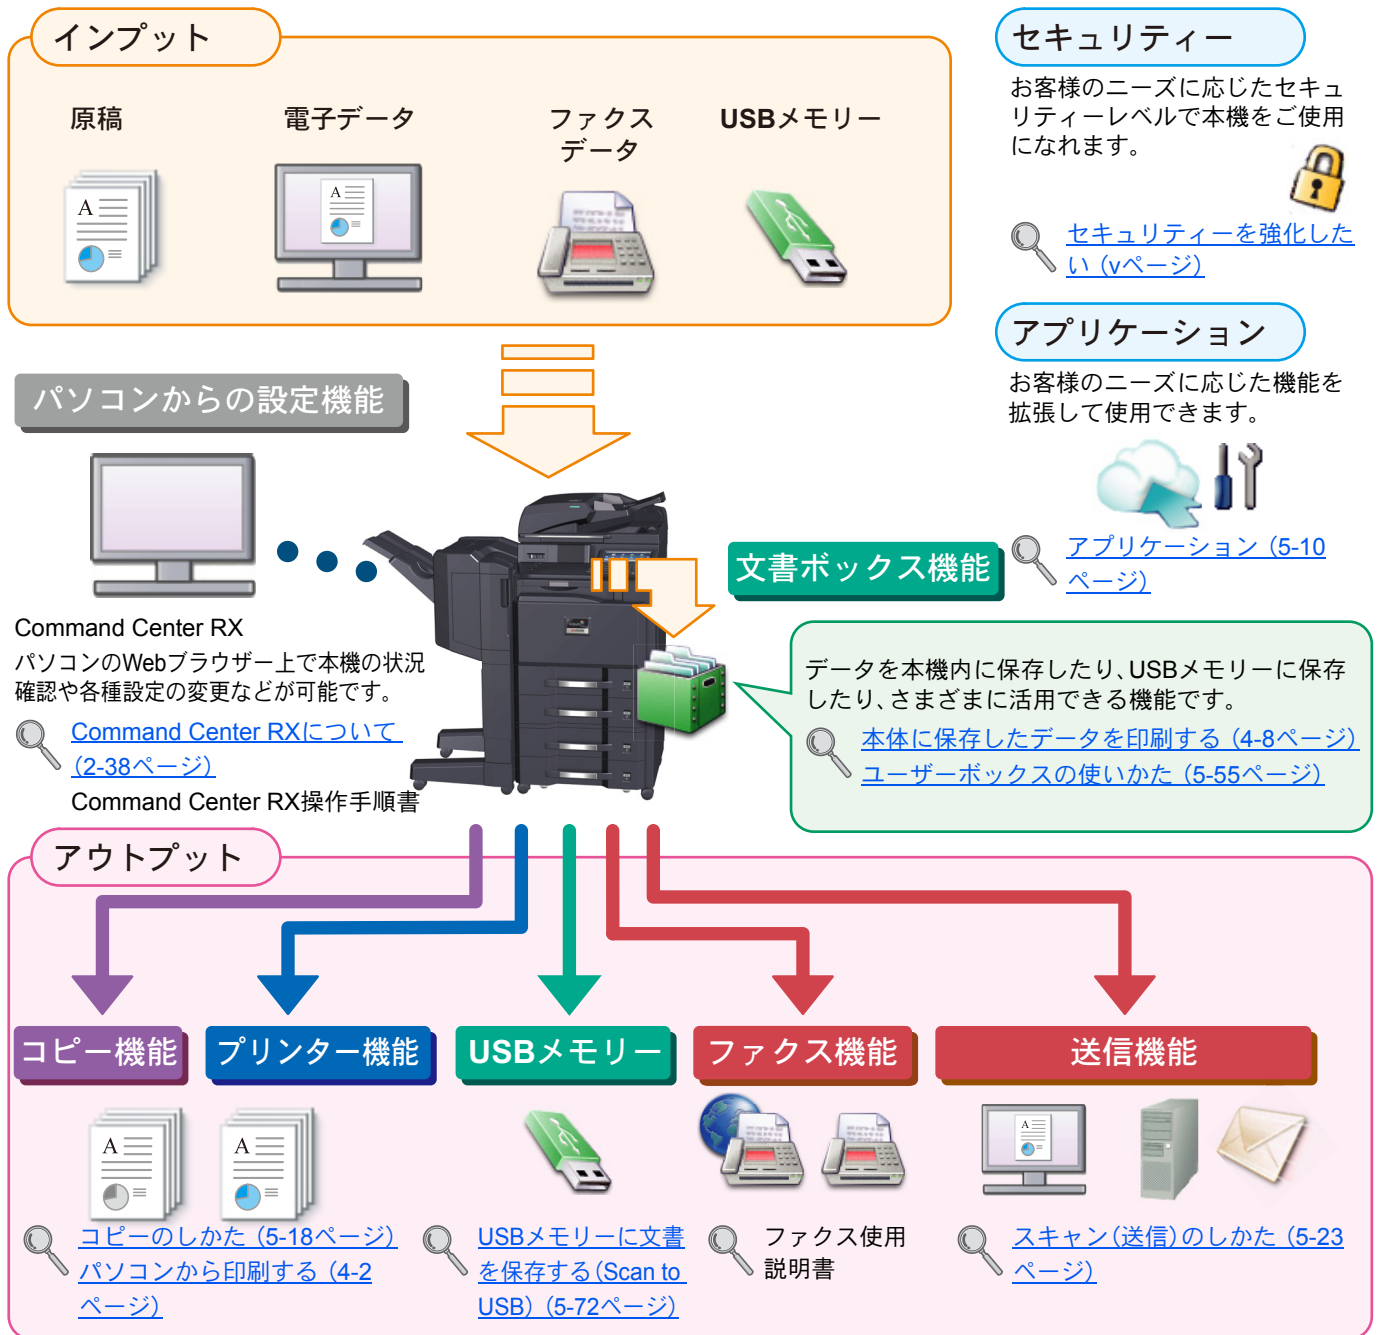 インプット
原稿
電子データ
ファクス
データ
USBメモリー
セキュリティー
お客様のニーズに応じたセキュ
リティーレベルで本機をご使用
になれます。
セキュリティーを強化した
い（vページ）
アプリケーション
お客様のニーズに応じた機能を
拡張して使用できます。
アプリケーション（5-10
ページ）
パソコンからの設定機能
Command Center RX
パソコンのWebブラウザー上で本機の状況
確認や各種設定の変更などが可能です。
Command Center RXについて
（2-38ページ）
Command Center RX操作手順書
文書ボックス機能
データを本機内に保存したり、USBメモリーに保存
したり、さまざまに活用できる機能です。
本体に保存したデータを印刷する（4-8ページ）
ユーザーボックスの使いかた（5-55ページ）
アウトプット
コピー機能
プリンター機能
USBメモリー
ファクス機能
送信機能
コピーのしかた（5-18ページ）
パソコンから印刷する（4-2
ページ）
USBメモリーに文書
を保存する（Scan to
USB）（5-72ページ）
ファクス使用
説明書
スキャン（送信）のしかた（5-23
ページ）